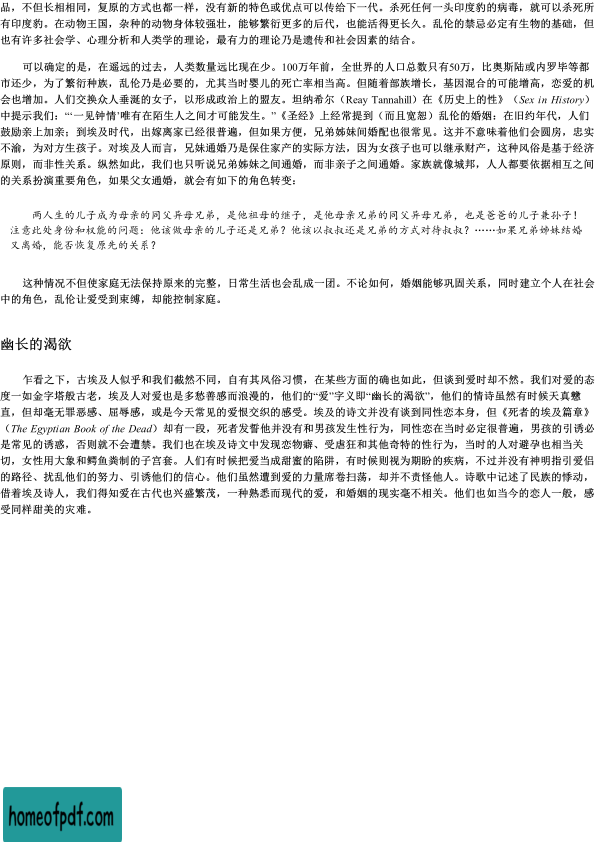 品，不但长相相同，复原的方式也都一样，没有新的特色或优点可以传给下一代。杀死任何一头印度豹的病毒，就可以杀死所
有印度豹。在动物王国，杂种的动物身体较强壮，能够繁衍更多的后代，也能活得更长久。乱伦的禁忌必定有生物的基础，但
也有许多社会学、心理分析和人类学的理论，最有力的理论乃是遗传和社会因素的结合。
可以确定的是，在遥远的过去，人类数量远比现在少。100万年前，全世界的人口总数只有50万，比奥斯陆或内罗毕等都
市还少，为了繁衍种族，乱伦乃是必要的，尤其当时婴儿的死亡率相当高。但随着部族增长，基因混合的可能增高，恋爱的机
会也增加。人们交换众人垂涎的女子，以形成政治上的盟友。坦纳希尔（Reay Tannahill）在《历史上的性》（Sex in History）
中提示我们：“‘一见钟情’唯有在陌生人之间才可能发生。”《圣经》上经常提到（而且宽恕）乱伦的婚姻：在旧约年代，人们
鼓励亲上加亲；到埃及时代，出嫁离家已经很普遍，但如果方便，兄弟姊妹间婚配也很常见。这并不意味着他们会圆房，忠实
不渝，为对方生孩子。对埃及人而言，兄妹通婚乃是保住家产的实际方法，因为女孩子也可以继承财产，这种风俗是基于经济
原则，而非性关系。纵然如此，我们也只听说兄弟姊妹之间通婚，而非亲子之间通婚。家族就像城邦，人人都要依据相互之间
的关系扮演重要角色，如果父女通婚，就会有如下的角色转变：
两人生的儿子成为母亲的同父异母兄弟，是他祖母的继子，是他母亲兄弟的同父异母兄弟，也是爸爸的儿子兼孙子！
注意此处身份和权能的问题：他该做母亲的儿子还是兄弟？他该以叔叔还是兄弟的方式对待叔叔？……如果兄弟姊妹结婚
又离婚，能否恢复原先的关系？
这种情况不但使家庭无法保持原来的完整，日常生活也会乱成一团。不论如何，婚姻能够巩固关系，同时建立个人在社会
中的角色，乱伦让爱受到束缚，却能控制家庭。
幽长的渴欲
乍看之下，古埃及人似乎和我们截然不同，自有其风俗习惯，在某些方面的确也如此，但谈到爱时却不然。我们对爱的态
度一如金字塔般古老，埃及人对爱也是多愁善感而浪漫的，他们的“爱”字义即“幽长的渴欲”，他们的情诗虽然有时候天真戆
直，但却毫无罪恶感、屈辱感，或是今天常见的爱恨交织的感受。埃及的诗文并没有谈到同性恋本身，但《死者的埃及篇章》
（The Egyptian Book of the Dead）却有一段，死者发誓他并没有和男孩发生性行为，同性恋在当时必定很普遍，男孩的引诱必
是常见的诱惑，否则就不会遭禁。我们也在埃及诗文中发现恋物癖、受虐狂和其他奇特的性行为，当时的人对避孕也相当关
切，女性用大象和鳄鱼粪制的子宫套。人们有时候把爱当成甜蜜的陷阱，有时候则视为期盼的疾病，不过并没有神明指引爱侣
的路径、扰乱他们的努力、引诱他们的信心。他们虽然遭到爱的力量席卷扫荡，却并不责怪他人。诗歌中记述了民族的悸动，
借着埃及诗人，我们得知爱在古代也兴盛繁茂，一种熟悉而现代的爱，和婚姻的现实毫不相关。他们也如当今的恋人一般，感
受同样甜美的灾难。
homeofpdf.com